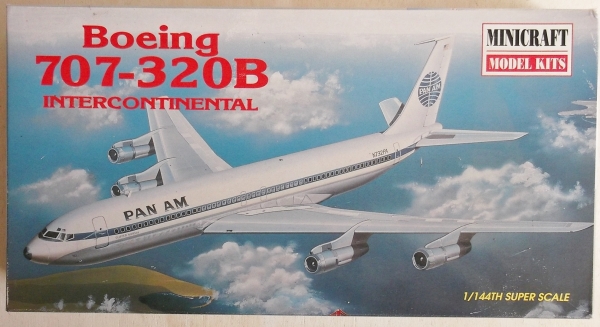 Boeing
707-320B
INTERCONTINENTAL
MINICRAFT
MODEL KITS
PAN AM
PAN AM
1/144TH SUPER SCALE